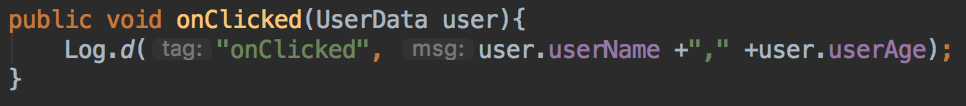 public void onClicked(UserData user){
    Log.d( tag: "onClicked", msg: user.userName +"," +user.userAge);
}